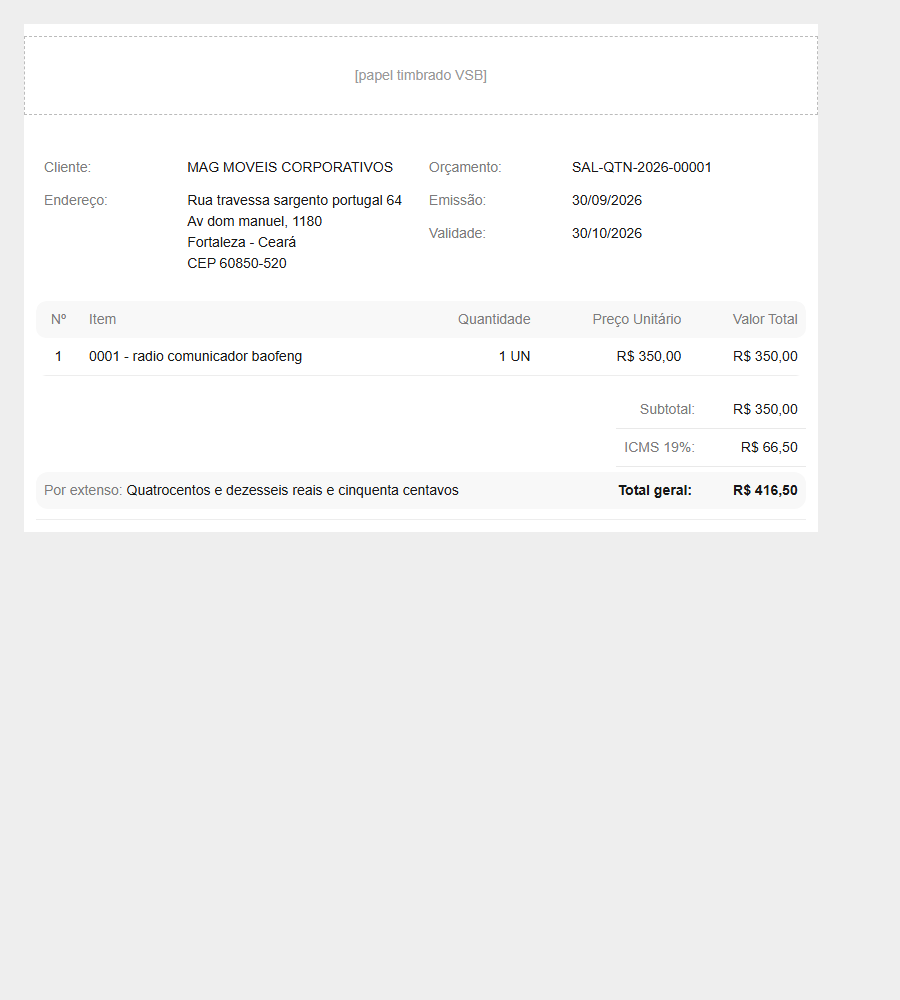 [papel timbrado VSB]
Cliente: MAG MOVEIS CORPORATIVOS
Endereço: Rua travessa sargento portugal 64
Av dom manuel, 1180
Fortaleza - Ceará
CEP 60850-520
Orçamento: SAL-QTN-2026-00001
Emissão: 30/09/2026
Validade: 30/10/2026
Nº Item Quantidade Preço Unitário Valor Total
1 0001 - radio comunicador baofeng 1 UN R$ 350,00 R$ 350,00
Subtotal: R$ 350,00
ICMS 19%: R$ 66,50
Por extenso: Quatrocentos e dezesseis reais e cinquenta centavos Total geral: R$ 416,50